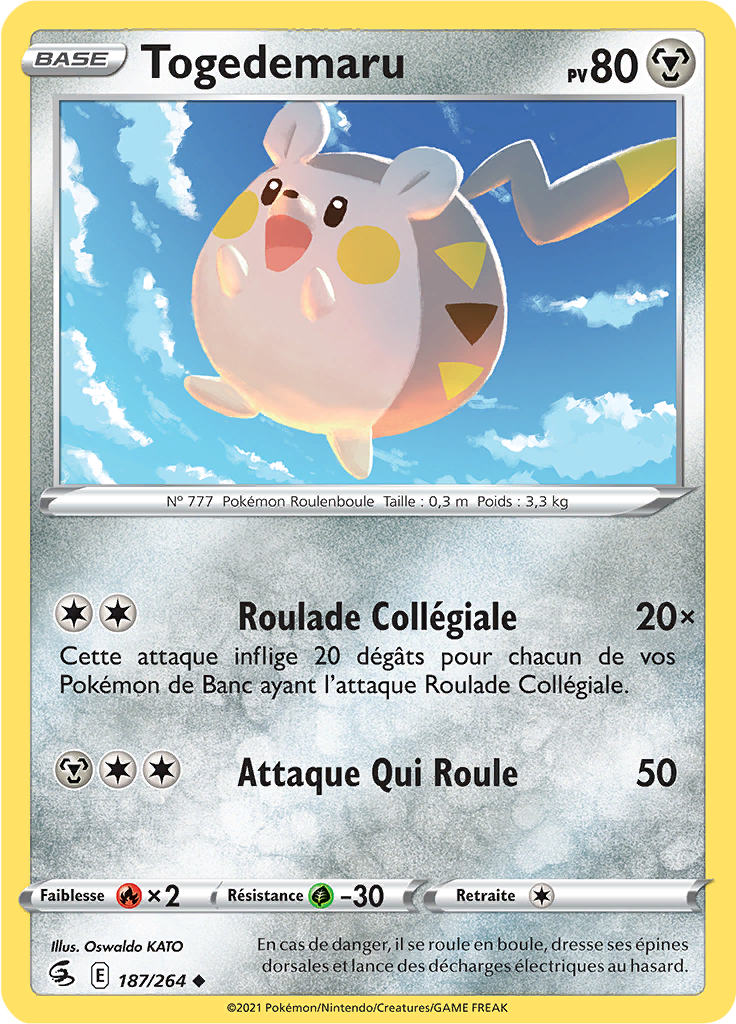 BASE Togedemaru PV 80
N° 777 Pokémon Roulenboule Taille : 0,3 m Poids : 3,3 kg
Roulade Collégiale 20×
Cette attaque inflige 20 dégâts pour chacun de vos
Pokémon de Banc ayant l'attaque Roulade Collégiale.
Attaque Qui Roule 50
Faiblesse ×2 Résistance -30 Retraite
Illus. Oswaldo KATO
E 187/264
En cas de danger, il se roule en boule, dresse ses épines
dorsales et lance des décharges électriques au hasard.
©2021 Pokémon/Nintendo/Creatures/GAME FREAK